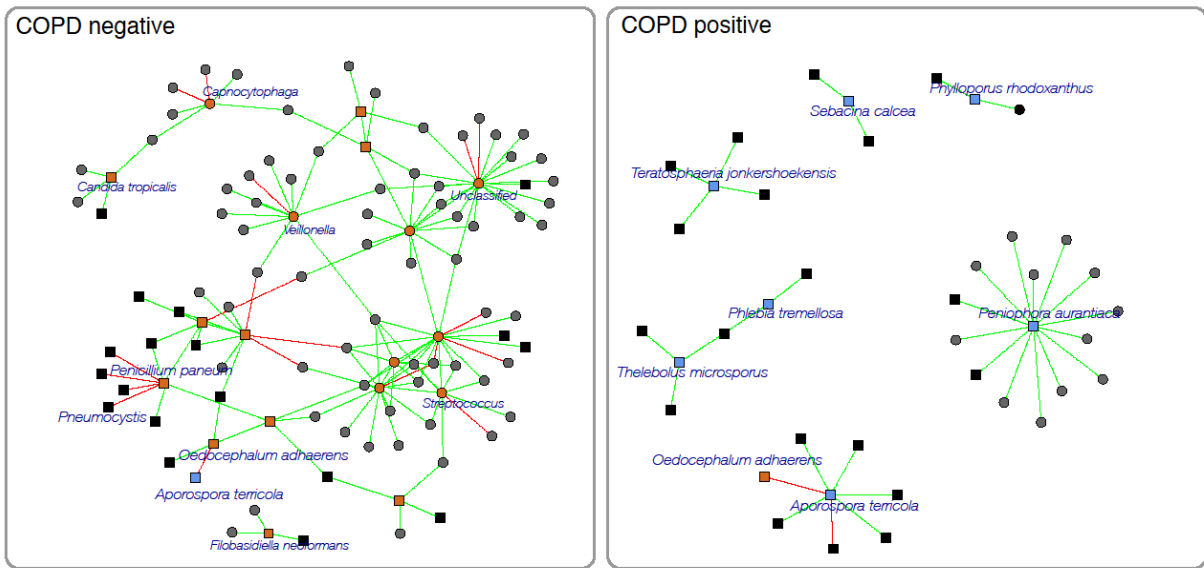 COPD negative
Capnocytophaga
Candida tropicalis
Unclassified
Veillonella
Penicillium paneum
Pneumocystis
Streptococcus
Oedocephalum adhaerens
Aporospora terricola
Filobasidiella neoformans
COPD positive
Phylloporus rhodoxanthus
Sebacina calcea
Teratosphaeria jonkershoekensis
Phlebia tremellosa
Peniophora aurantiaca
Thelebolus microsporus
Oedocephalum adhaerens
Aporospora terricola